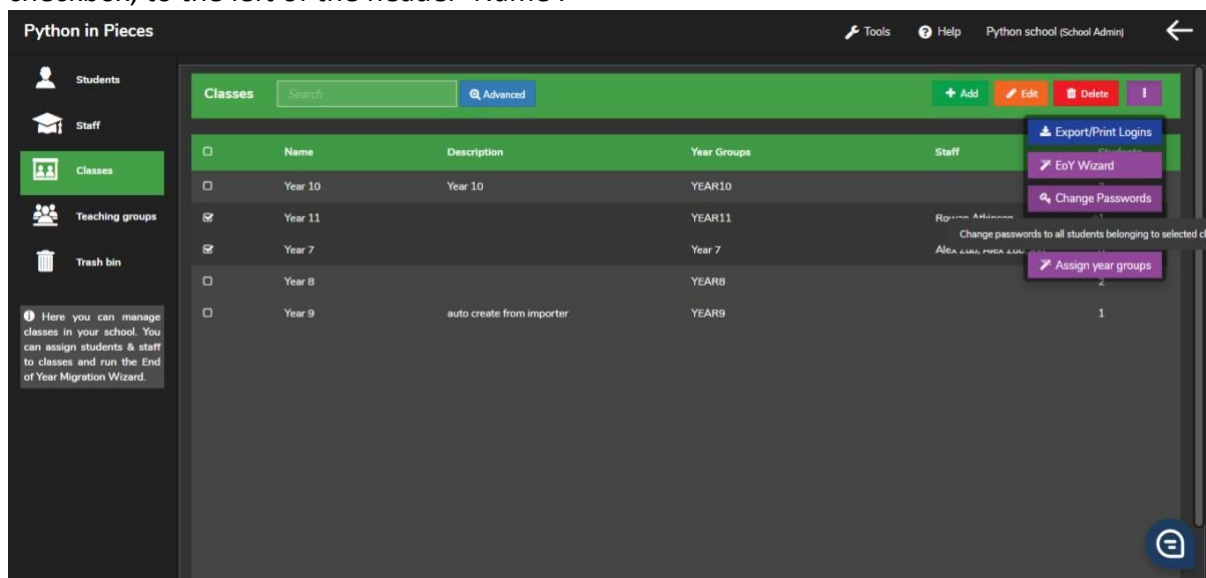 checkbox, to the left of the header 'Name'.
Python in Pieces
Tools
Help
Python school (School Admin)
Students
Staff
Classes
Teaching groups
Trash bin
Here you can manage
classes in your school. You
can assign students & staff
to classes and run the End
of Year Migration Wizard.
Classes
Search
Advanced
Add
Edit
Delete
Export/Print Logins
EoY Wizard
Change Passwords
Change passwords to all students belonging to selected cl
Assign year groups
Name Description Year Groups Staff Students
Year 10 Year 10 YEAR10
Year 11 YEAR11 Rowan Atkinson 1
Year 7 Year 7
Year 8 YEAR8 2
Year 9 auto create from importer YEAR9 1